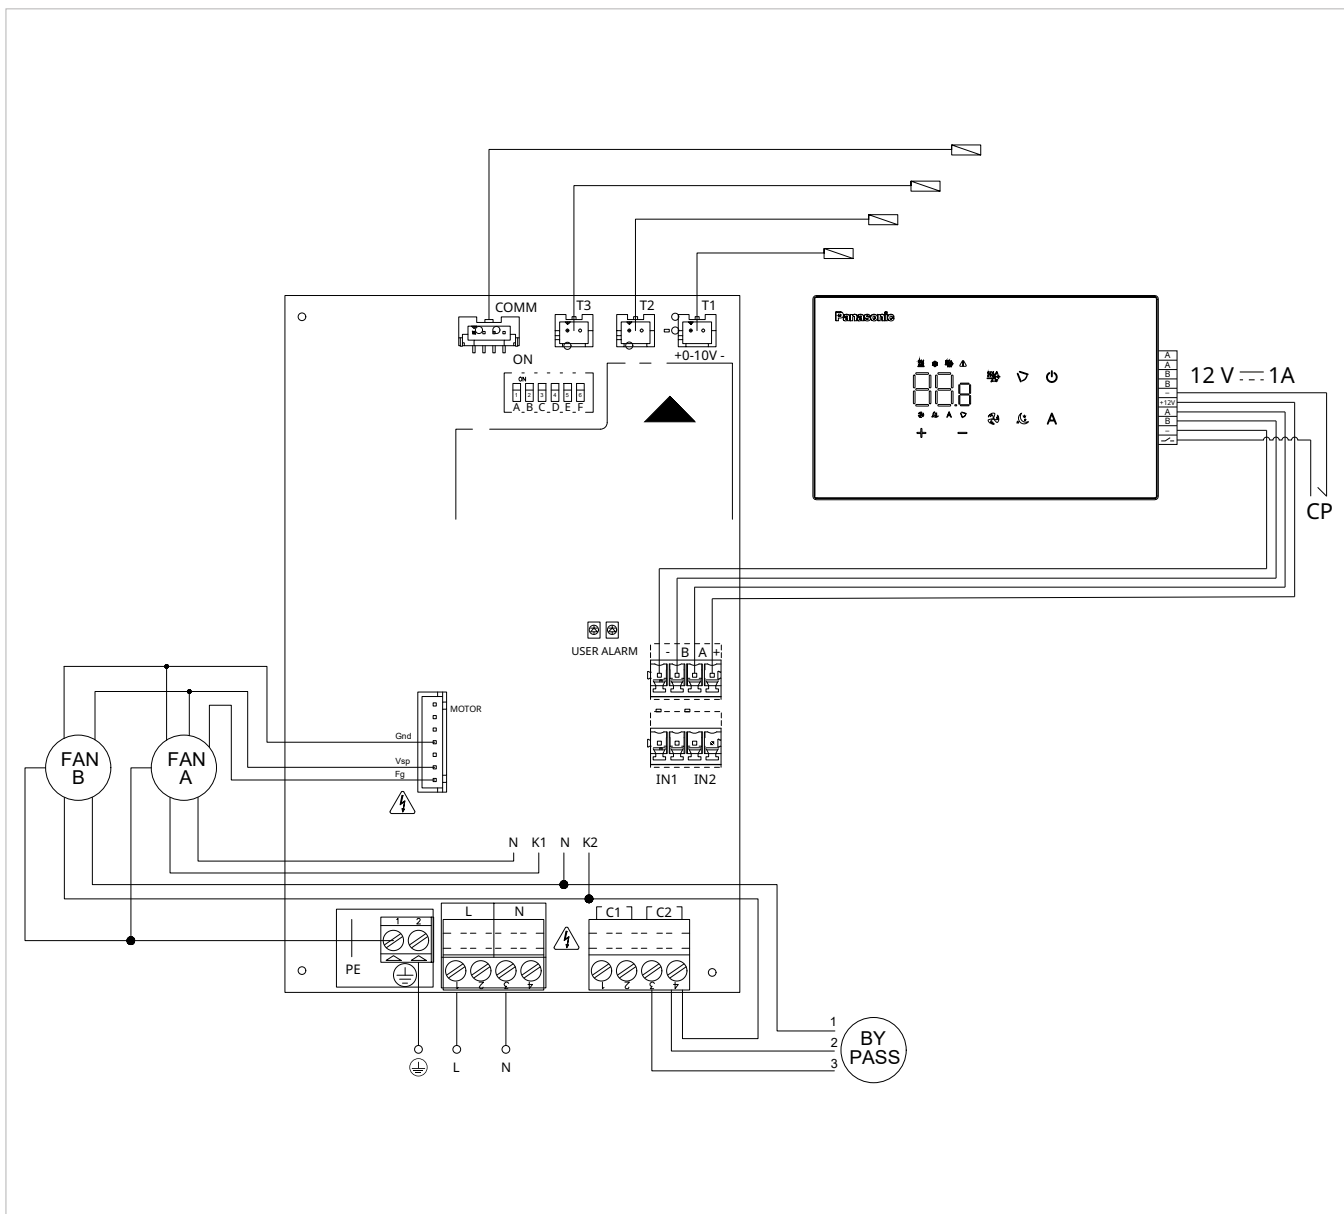 COMM
T3
T2
T1
+0-10V -
ON
ON
1 2 3 4 5 6
A B C D E F
Panasonic
88.8
A
+ -
A
A
B
B
-
+12V
A
B
-
12 V 1A
CP
USER ALARM
- B A +
IN1 IN2
MOTOR
Gnd
Vsp
Fg
FAN
B
FAN
A
N K1 N K2
L N
C1 C2
1 2
PE
1 2 3 4
1 2 3 4
L
N
1
2
3
BY
PASS